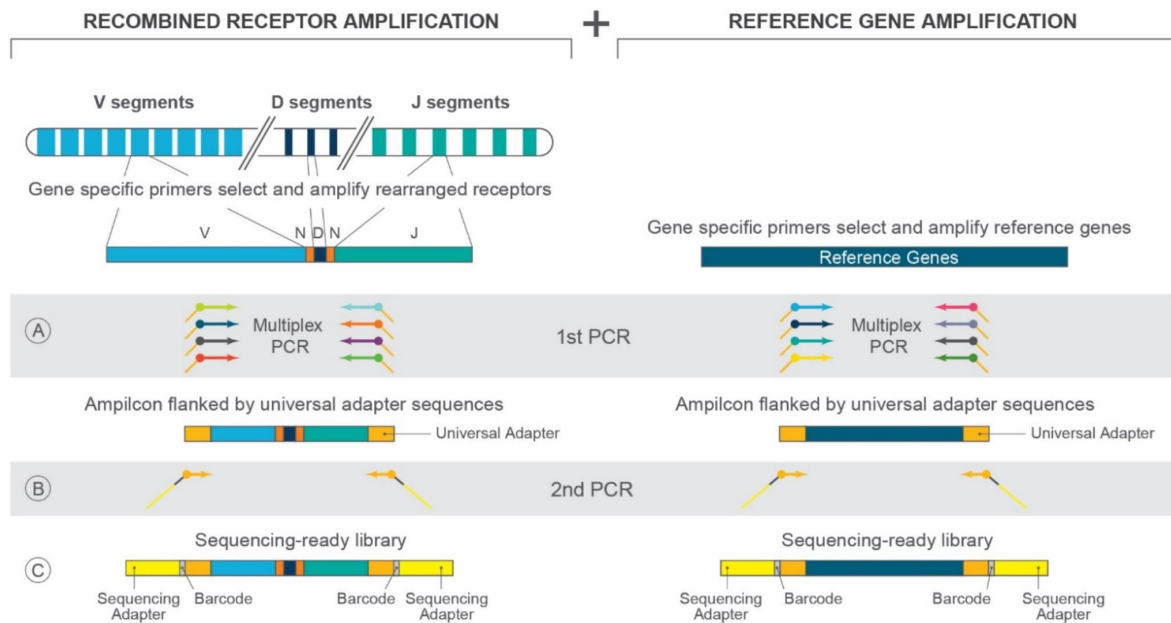 RECOMBINED RECEPTOR AMPLIFICATION
+
REFERENCE GENE AMPLIFICATION
V segments
D segments
J segments
Gene specific primers select and amplify rearranged receptors
V
N
D
N
J
Gene specific primers select and amplify reference genes
Reference Genes
A
Multiplex
PCR
1st PCR
Multiplex
PCR
Ampilcon flanked by universal adapter sequences
Universal Adapter
Ampilcon flanked by universal adapter sequences
Universal Adapter
B
2nd PCR
Sequencing-ready library
Sequencing-ready library
C
Sequencing
Adapter
Barcode
Barcode
Sequencing
Adapter
Sequencing
Adapter
Barcode
Barcode
Sequencing
Adapter